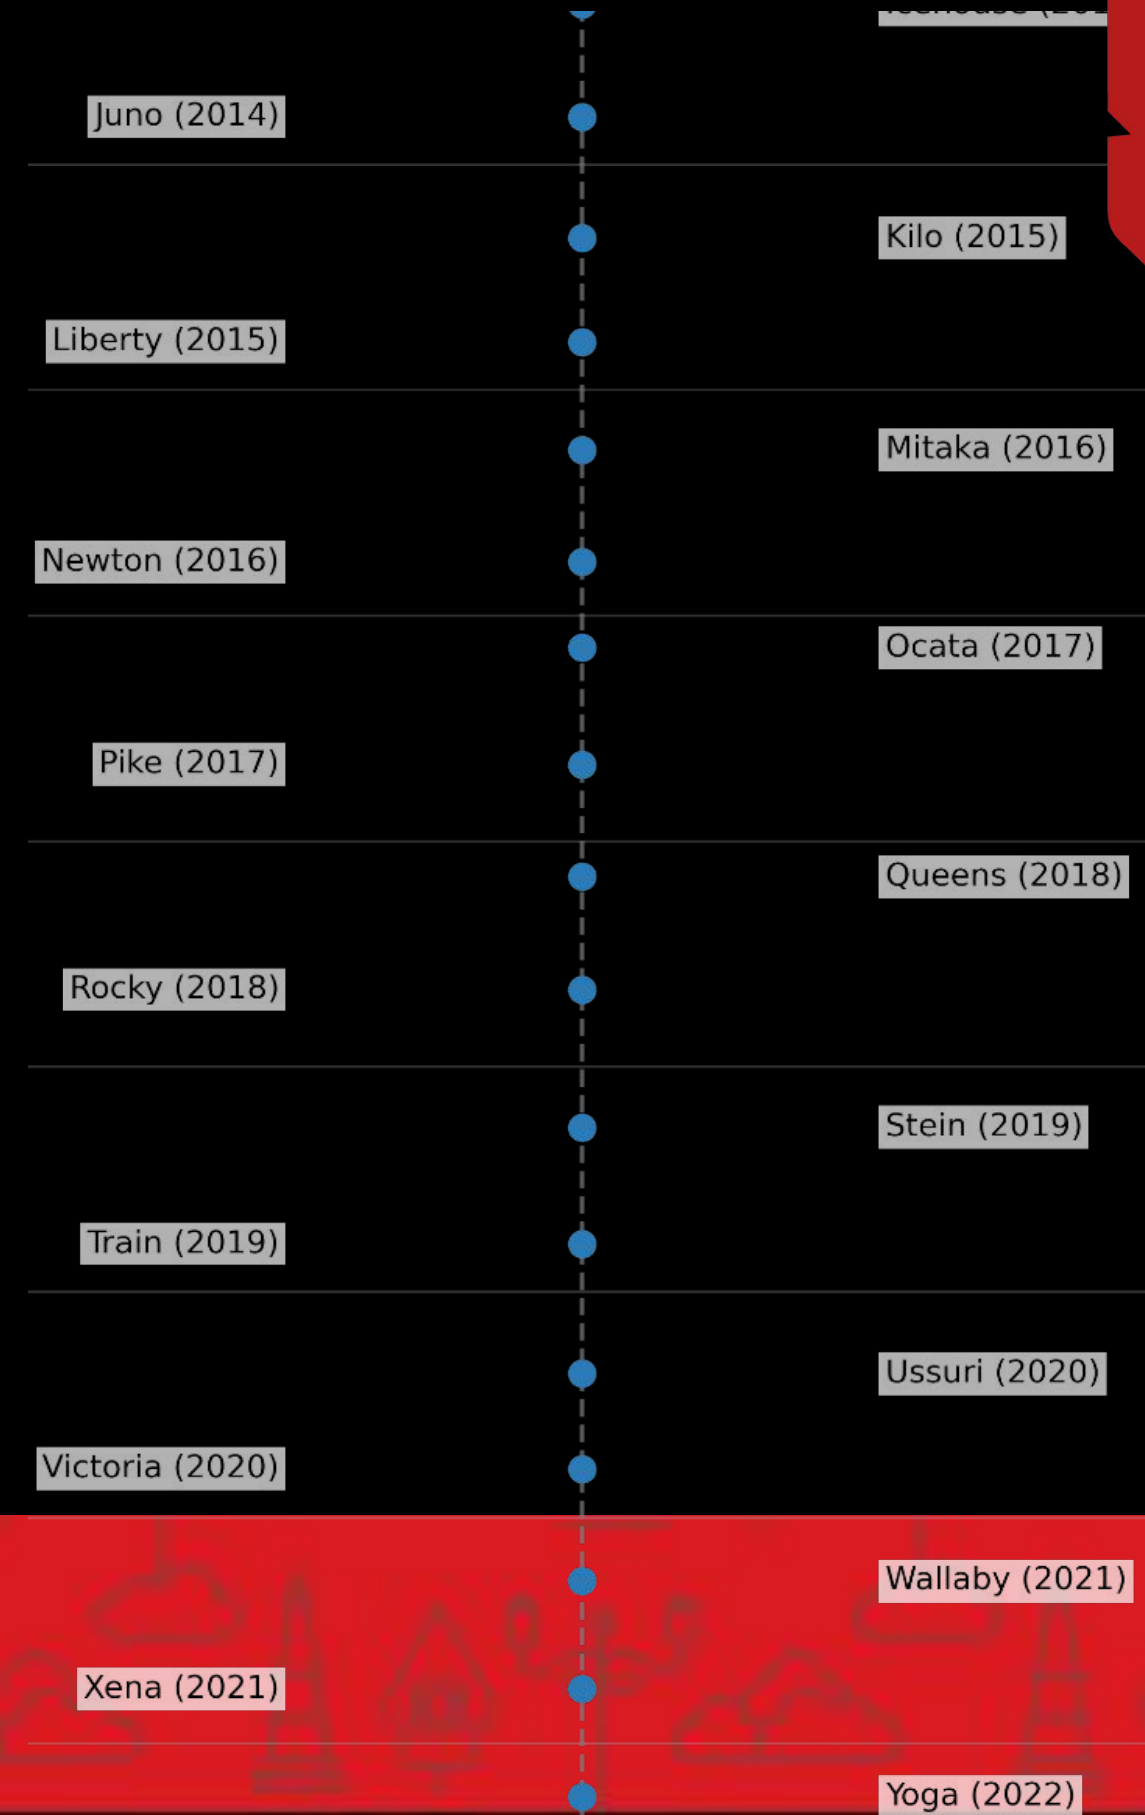 Juno (2014)
Kilo (2015)
Liberty (2015)
Mitaka (2016)
Newton (2016)
Ocata (2017)
Pike (2017)
Queens (2018)
Rocky (2018)
Stein (2019)
Train (2019)
Ussuri (2020)
Victoria (2020)
Wallaby (2021)
Xena (2021)
Yoga (2022)